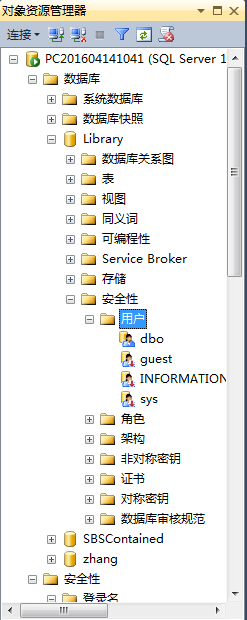 对象资源管理器
连接
PC201604141041 (SQL Server 1
数据库
系统数据库
数据库快照
Library
数据库关系图
表
视图
同义词
可编程性
Service Broker
存储
安全性
用户
dbo
guest
INFORMATION
sys
角色
架构
非对称密钥
证书
对称密钥
数据库审核规范
SBSContained
zhang
安全性
登录名